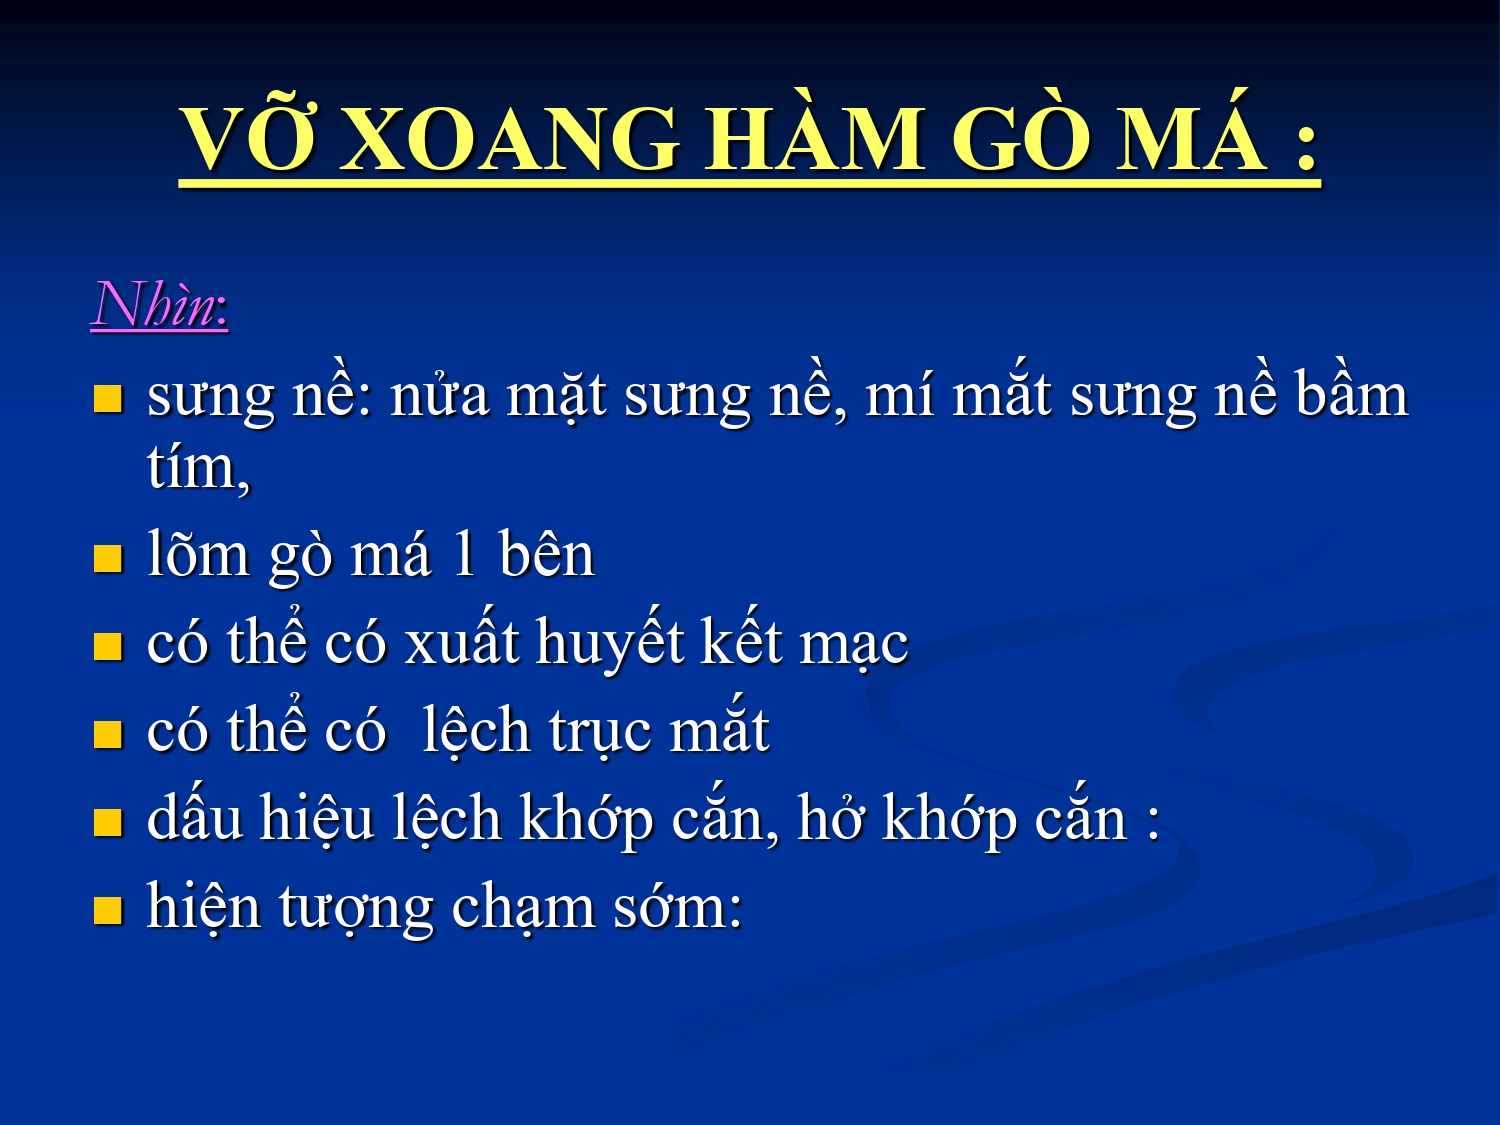 VỠ XOANG HÀM GÒ MÁ :
Nhìn:
sưng nề: nửa mặt sưng nề, mí mắt sưng nề bầm
tím,
lõm gò má 1 bên
có thể có xuất huyết kết mạc
có thể có  lệch trục mắt
dấu hiệu lệch khớp cắn, hở khớp cắn :
hiện tượng chạm sớm: